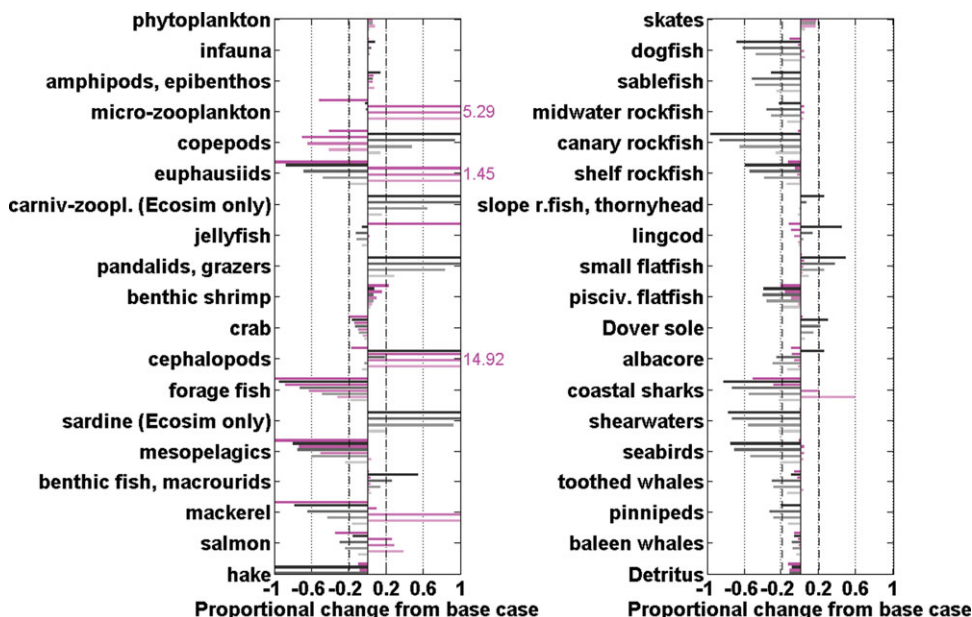 phytoplankton
infauna
amphipods, epibenthos
micro-zooplankton
5.29
copepods
euphausiids
1.45
carniv-zoopl. (Ecosim only)
jellyfish
pandalids, grazers
benthic shrimp
crab
cephalopods
14.92
forage fish
sardine (Ecosim only)
mesopelagics
benthic fish, macrourids
mackerel
salmon
hake
-1 -0.6 -0.2 0.2 0.6 1
Proportional change from base case
skates
dogfish
sablefish
midwater rockfish
canary rockfish
shelf rockfish
slope r.fish, thornyhead
lingcod
small flatfish
pisciv. flatfish
Dover sole
albacore
coastal sharks
shearwaters
seabirds
toothed whales
pinnipeds
baleen whales
Detritus
-1 -0.6 -0.2 0.2 0.6 1
Proportional change from base case